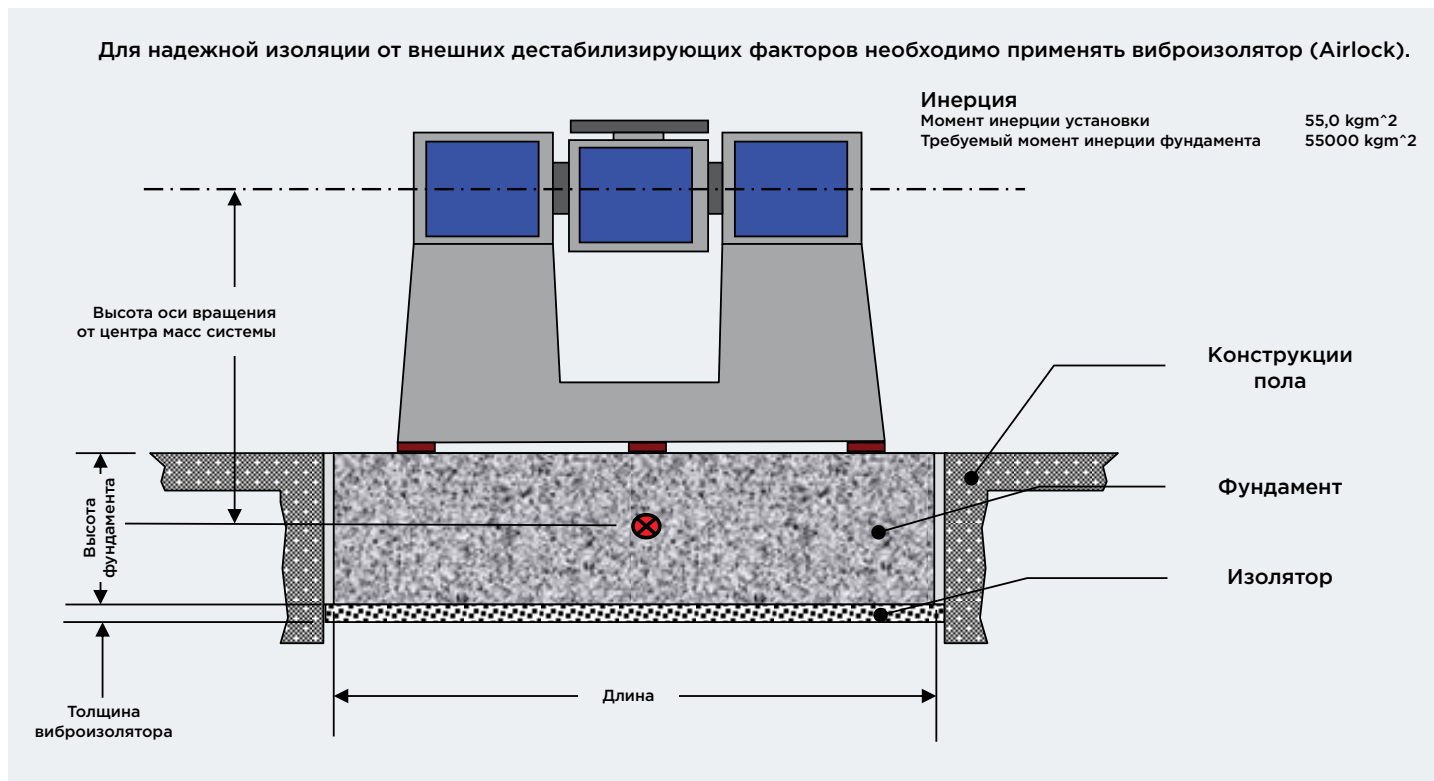 Для надежной изоляции от внешних дестабилизирующих факторов необходимо применять виброизолятор (Airlock).
Инерция
Момент инерции установки 55,0 kgm^2
Требуемый момент инерции фундамента 55000 kgm^2
Высота оси вращения
от центра масс системы
Конструкции
пола
Высота
фундамента
Фундамент
Изолятор
Длина
Толщина
виброизолятора